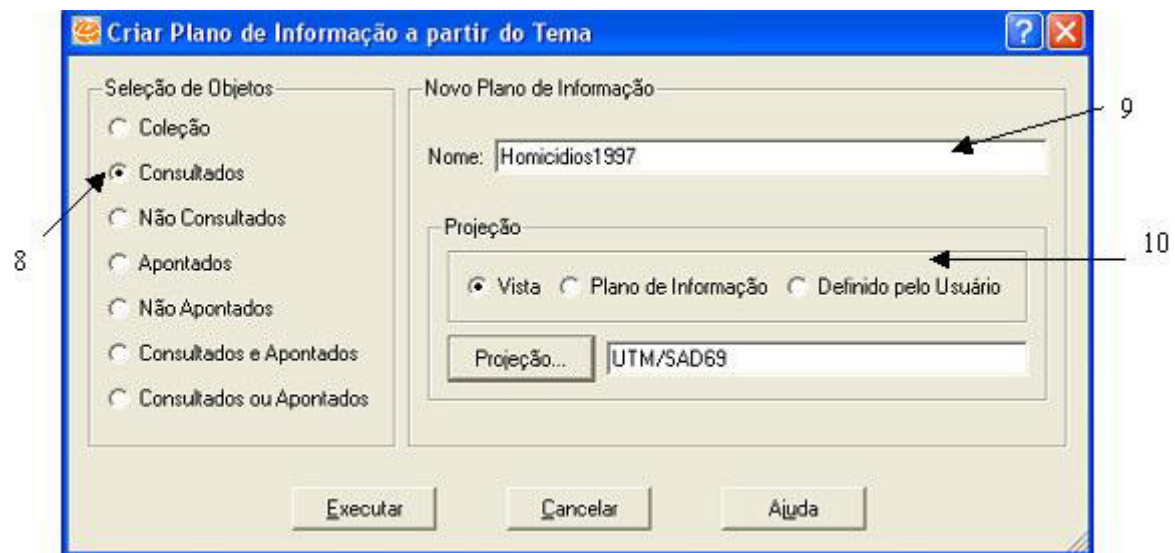 Criar Plano de Informação a partir do Tema
Seleção de Objetos
Coleção
Consultados
Não Consultados
Apontados
Não Apontados
Consultados e Apontados
Consultados ou Apontados
8
Novo Plano de Informação
Nome: Homicidios1997
9
Projeção
Vista Plano de Informação Definido pelo Usuário
10
Projeção... UTM/SAD69
Executar Cancelar Ajuda